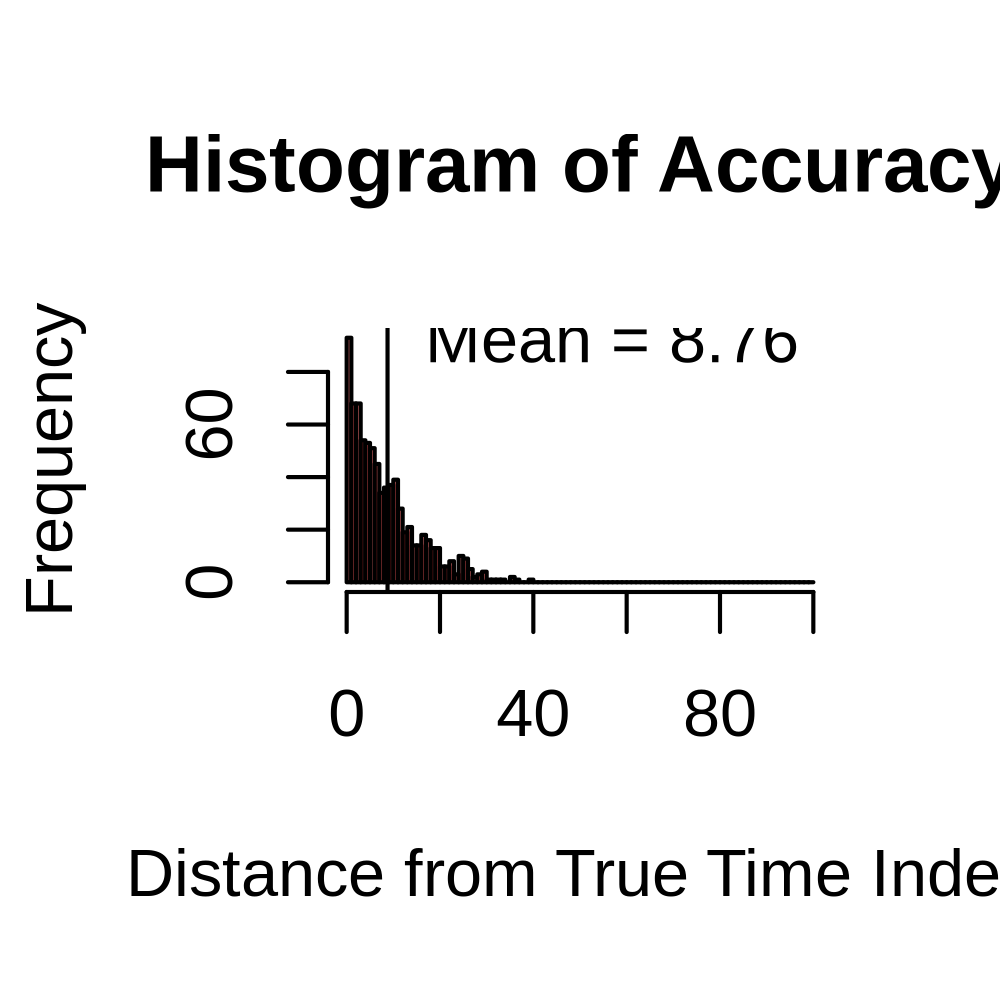 Histogram of Accuracy
Mean = 8.76
Frequency
60
0
0 40 80
Distance from True Time Inde